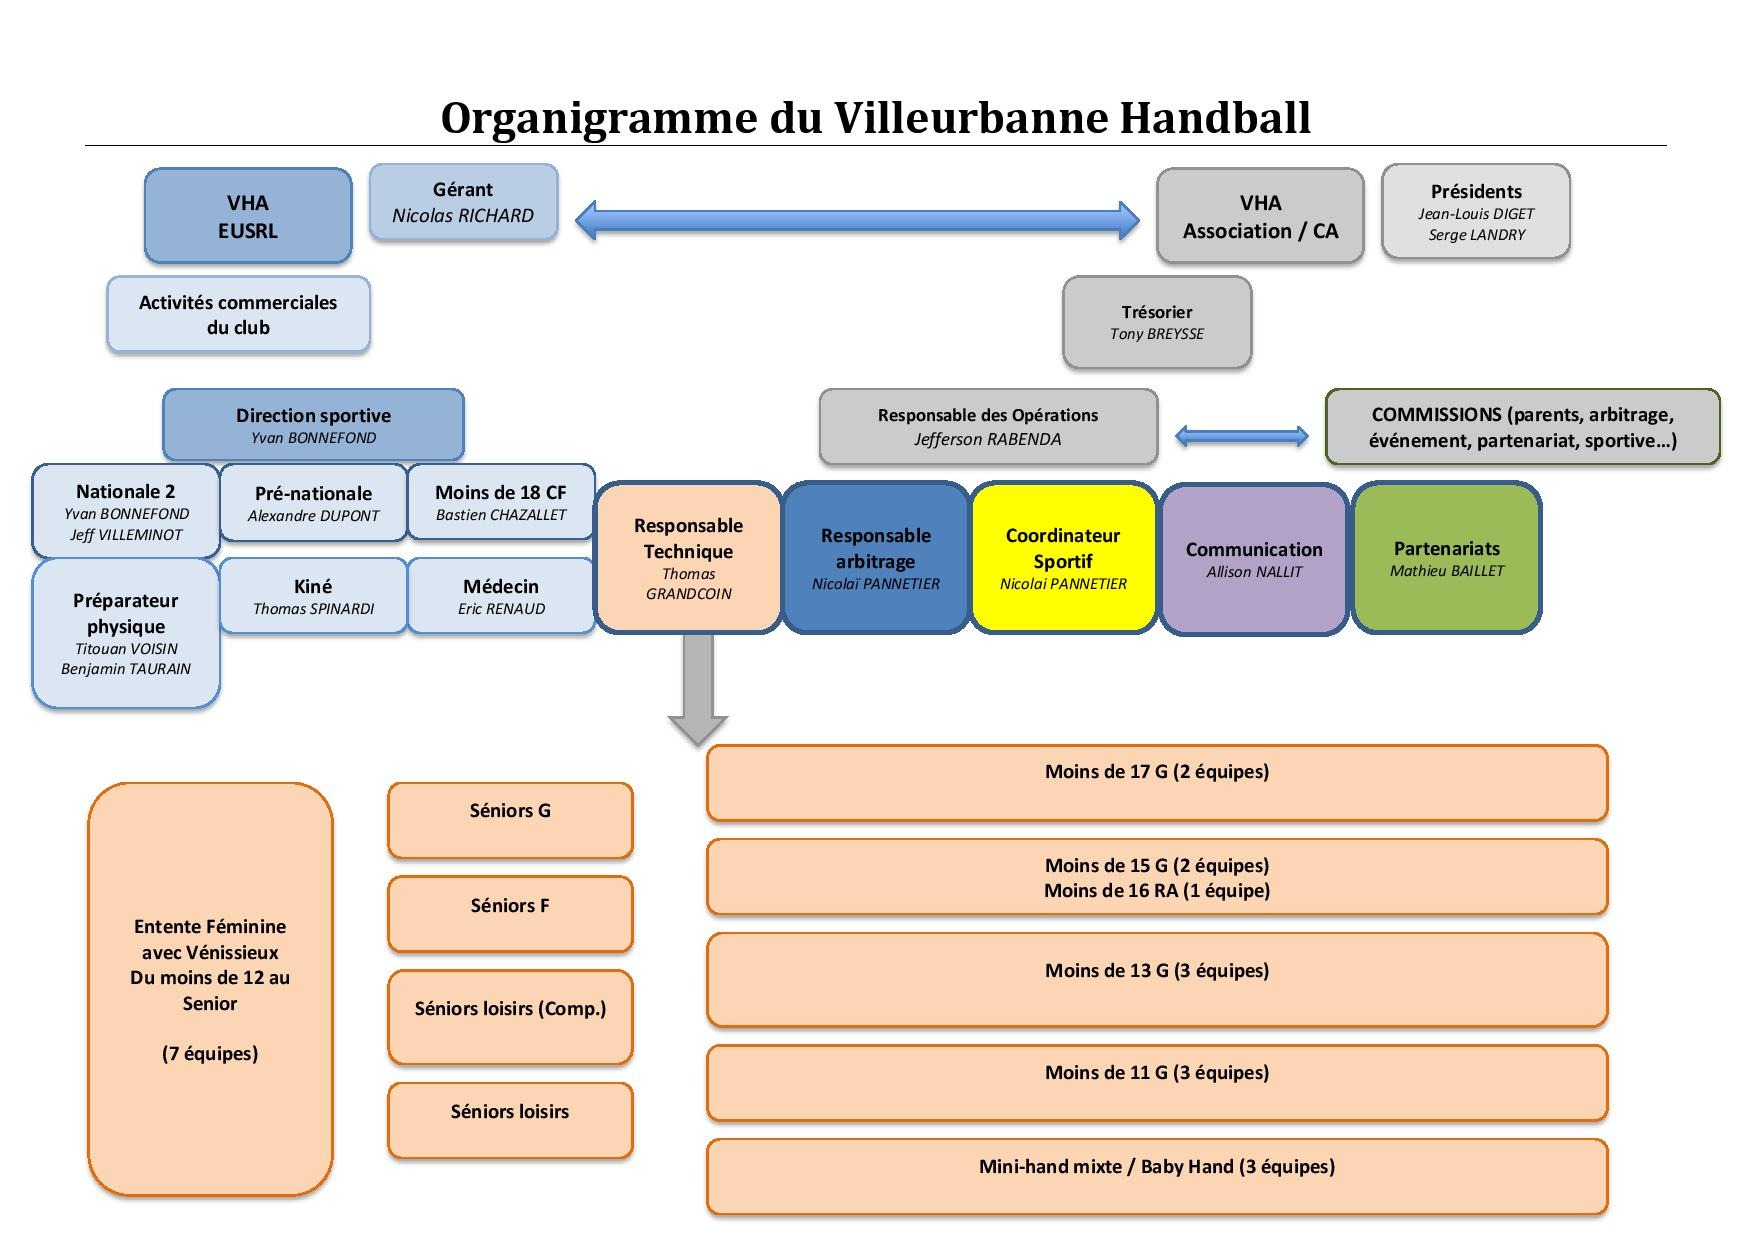 Organigramme du Villeurbanne Handball
VHA
EUSRL
Gérant
Nicolas RICHARD
VHA
Association / CA
Présidents
Jean-Louis DIGET
Serge LANDRY
Activités commerciales
du club
Trésorier
Tony BREYSSE
Direction sportive
Yvan BONNEFOND
Responsable des Opérations
Jefferson RABENDA
COMMISSIONS (parents, arbitrage,
événement, partenariat, sportive…)
Nationale 2
Yvan BONNEFOND
Jeff VILLEMINOT
Pré-nationale
Alexandre DUPONT
Moins de 18 CF
Bastien CHAZALLET
Responsable
Technique
Thomas
GRANDCOIN
Responsable
arbitrage
Nicolaï PANNETIER
Coordinateur
Sportif
Nicolai PANNETIER
Communication
Allison NALLIT
Partenariats
Mathieu BAILLET
Préparateur
physique
Titouan VOISIN
Benjamin TAURAIN
Kiné
Thomas SPINARDI
Médecin
Eric RENAUD
Entente Féminine
avec Vénissieux
Du moins de 12 au
Senior
(7 équipes)
Séniors G
Séniors F
Séniors loisirs (Comp.)
Séniors loisirs
Moins de 17 G (2 équipes)
Moins de 15 G (2 équipes)
Moins de 16 RA (1 équipe)
Moins de 13 G (3 équipes)
Moins de 11 G (3 équipes)
Mini-hand mixte / Baby Hand (3 équipes)